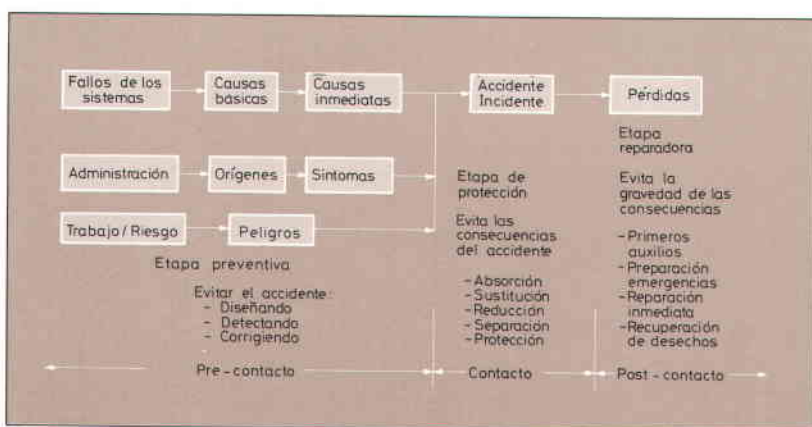 Fallos de los
sistemas
Causas
básicas
Causas
inmediatas
Accidente
Incidente
Pérdidas
Administración
Orígenes
Síntomas
Trabajo / Riesgo
Peligros
Etapa preventiva
Evitar el accidente:
- Diseñando
- Detectando
- Corrigiendo
Etapa de
protección
Evita las
consecuencias
del accidente
- Absorción
- Sustitución
- Reducción
- Separación
- Protección
Etapa
reparadora
Evita la
gravedad de las
consecuencias
- Primeros
auxilios
- Preparación
emergencias
- Reparación
inmediata
- Recuperación
de desechos
Pre - contacto
Contacto
Post - contacto